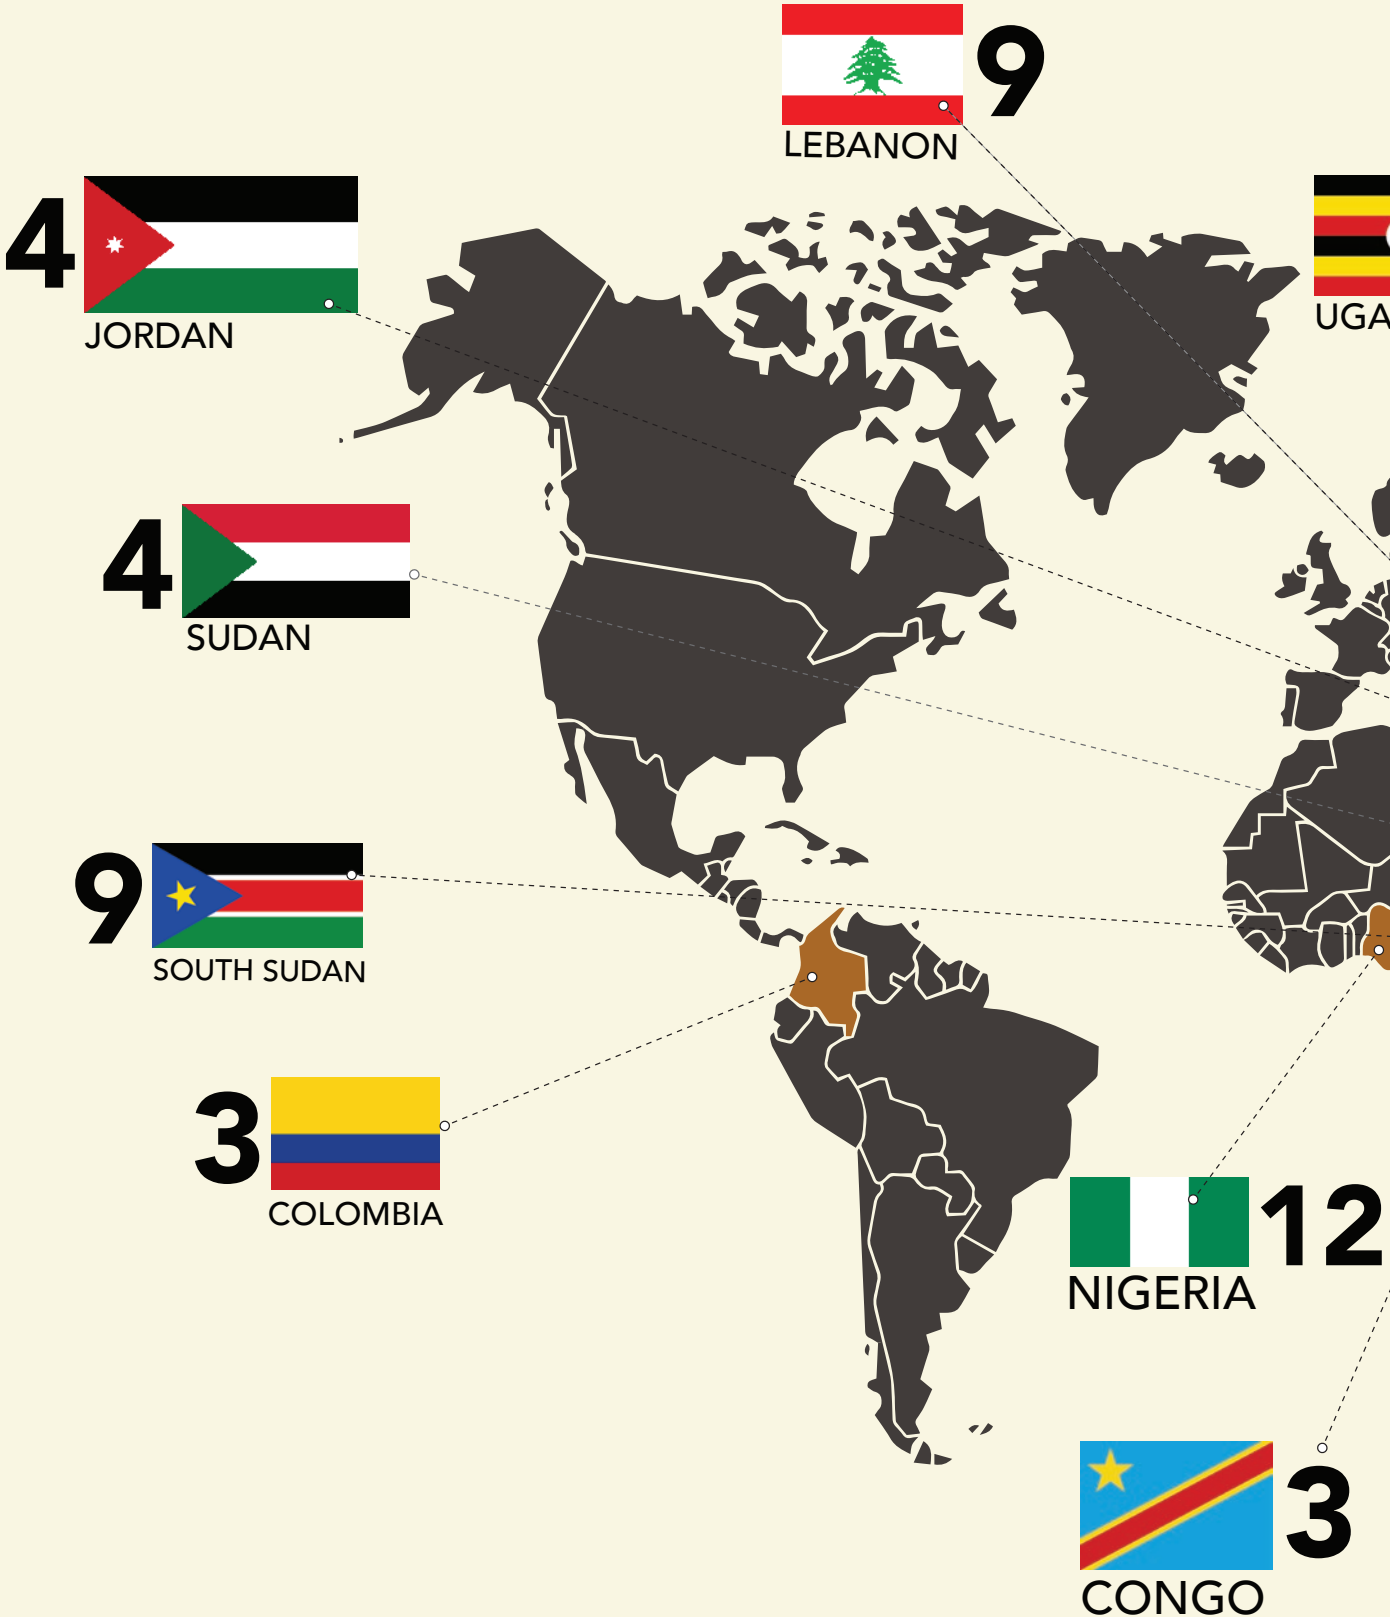 9
LEBANON
4
JORDAN
UGA
4
SUDAN
9
SOUTH SUDAN
3
COLOMBIA
12
NIGERIA
3
CONGO